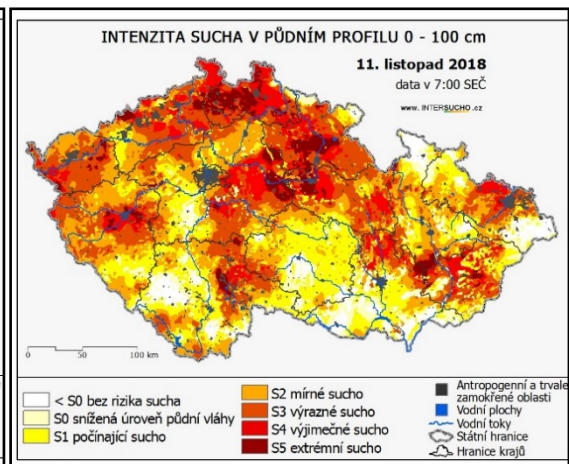 INTENZITA SUCHA V PŮDNÍM PROFILU 0 - 100 cm
11. listopad 2018
data v 7:00 SEČ
www. INTERSUCHO .cz
0 50 100 km
< S0 bez rizika sucha
S0 snížená úroveň půdní vláhy
S1 počínající sucho
S2 mírné sucho
S3 výrazné sucho
S4 výjimečné sucho
S5 extrémní sucho
Antropogenní a trvale
zamokřené oblasti
Vodní plochy
Vodní toky
Státní hranice
Hranice krajů